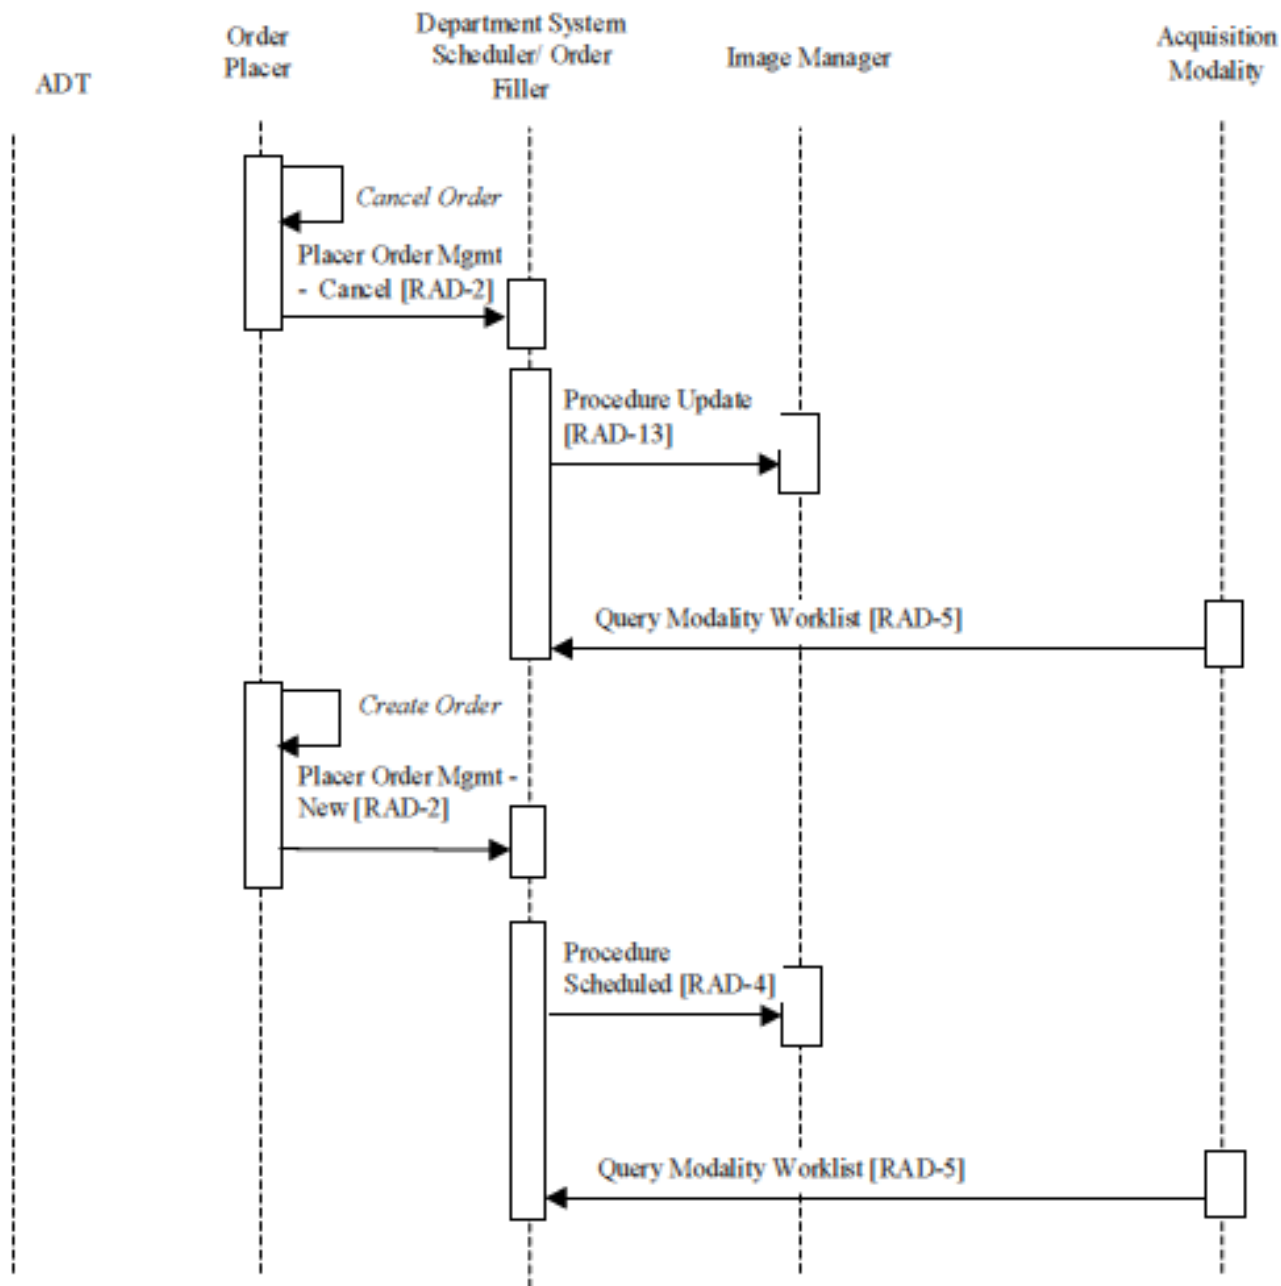 ADT
Order
Placer
Department System
Scheduler/ Order
Filler
Image Manager
Acquisition
Modality
Cancel Order
Placer Order Mgmt
- Cancel [RAD-2]
Procedure Update
[RAD-13]
Query Modality Worklist [RAD-5]
Create Order
Placer Order Mgmt -
New [RAD-2]
Procedure
Scheduled [RAD-4]
Query Modality Worklist [RAD-5]